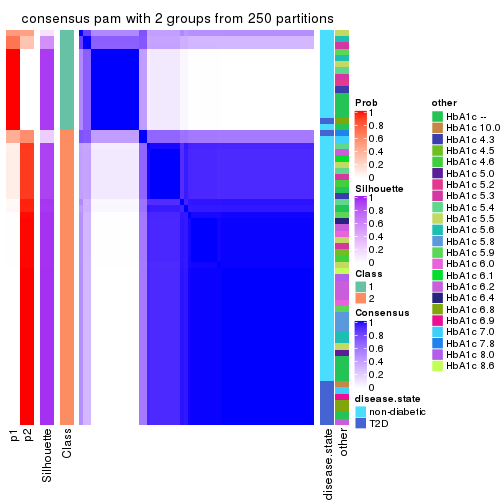 consensus pam with 2 groups from 250 partitions
p1
p2
Silhouette
Class
disease.state
other
Prob
1
0.8
0.6
0.4
0.2
0
Silhouette
1
0.8
0.6
0.4
0.2
0
Class
1
2
Consensus
1
0.8
0.6
0.4
0.2
0
disease.state
non-diabetic
T2D
other
HbA1c --
HbA1c 10.0
HbA1c 4.3
HbA1c 4.5
HbA1c 4.6
HbA1c 5.0
HbA1c 5.2
HbA1c 5.3
HbA1c 5.4
HbA1c 5.5
HbA1c 5.6
HbA1c 5.8
HbA1c 5.9
HbA1c 6.0
HbA1c 6.1
HbA1c 6.2
HbA1c 6.4
HbA1c 6.8
HbA1c 6.9
HbA1c 7.0
HbA1c 7.8
HbA1c 8.0
HbA1c 8.6